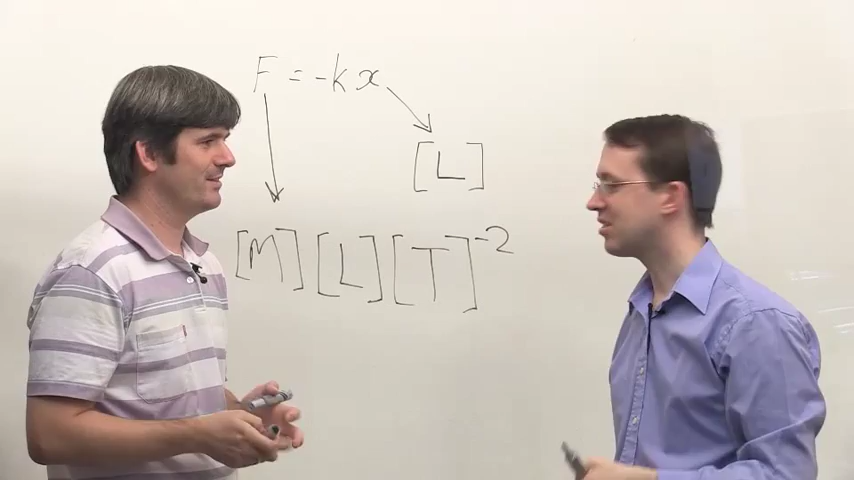 F = -kx
[L]
[M] [L] [T]⁻²